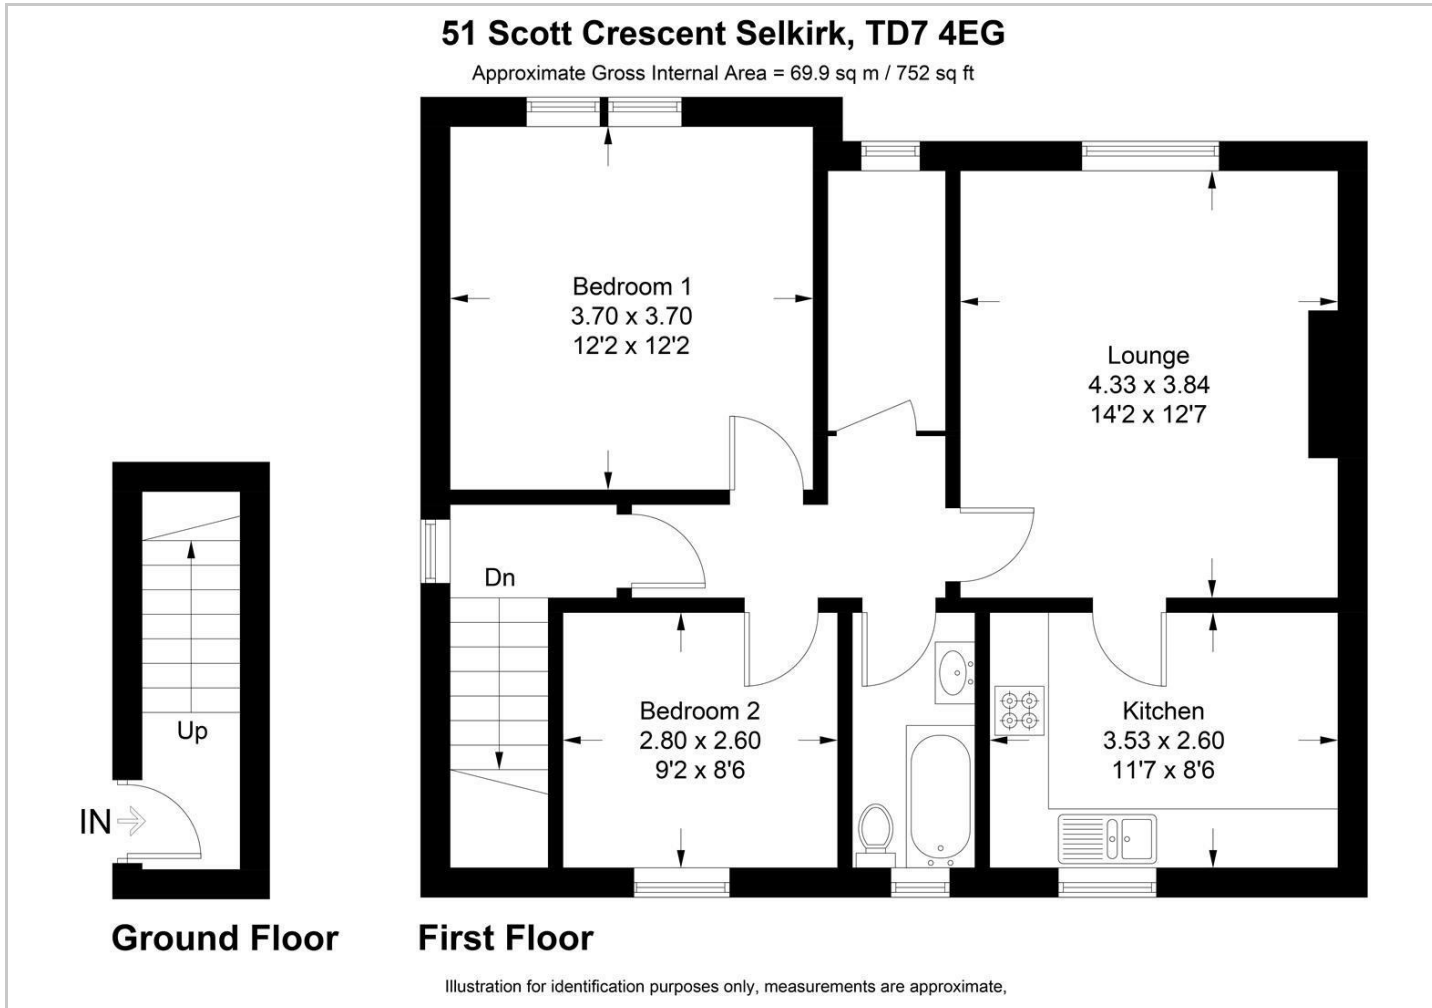 51 Scott Crescent Selkirk, TD7 4EG
Approximate Gross Internal Area = 69.9 sq m / 752 sq ft
Bedroom 1
3.70 x 3.70
12'2 x 12'2
Lounge
4.33 x 3.84
14'2 x 12'7
Dn
Up
Bedroom 2
2.80 x 2.60
9'2 x 8'6
Kitchen
3.53 x 2.60
11'7 x 8'6
IN
Ground Floor
First Floor
Illustration for identification purposes only, measurements are approximate,